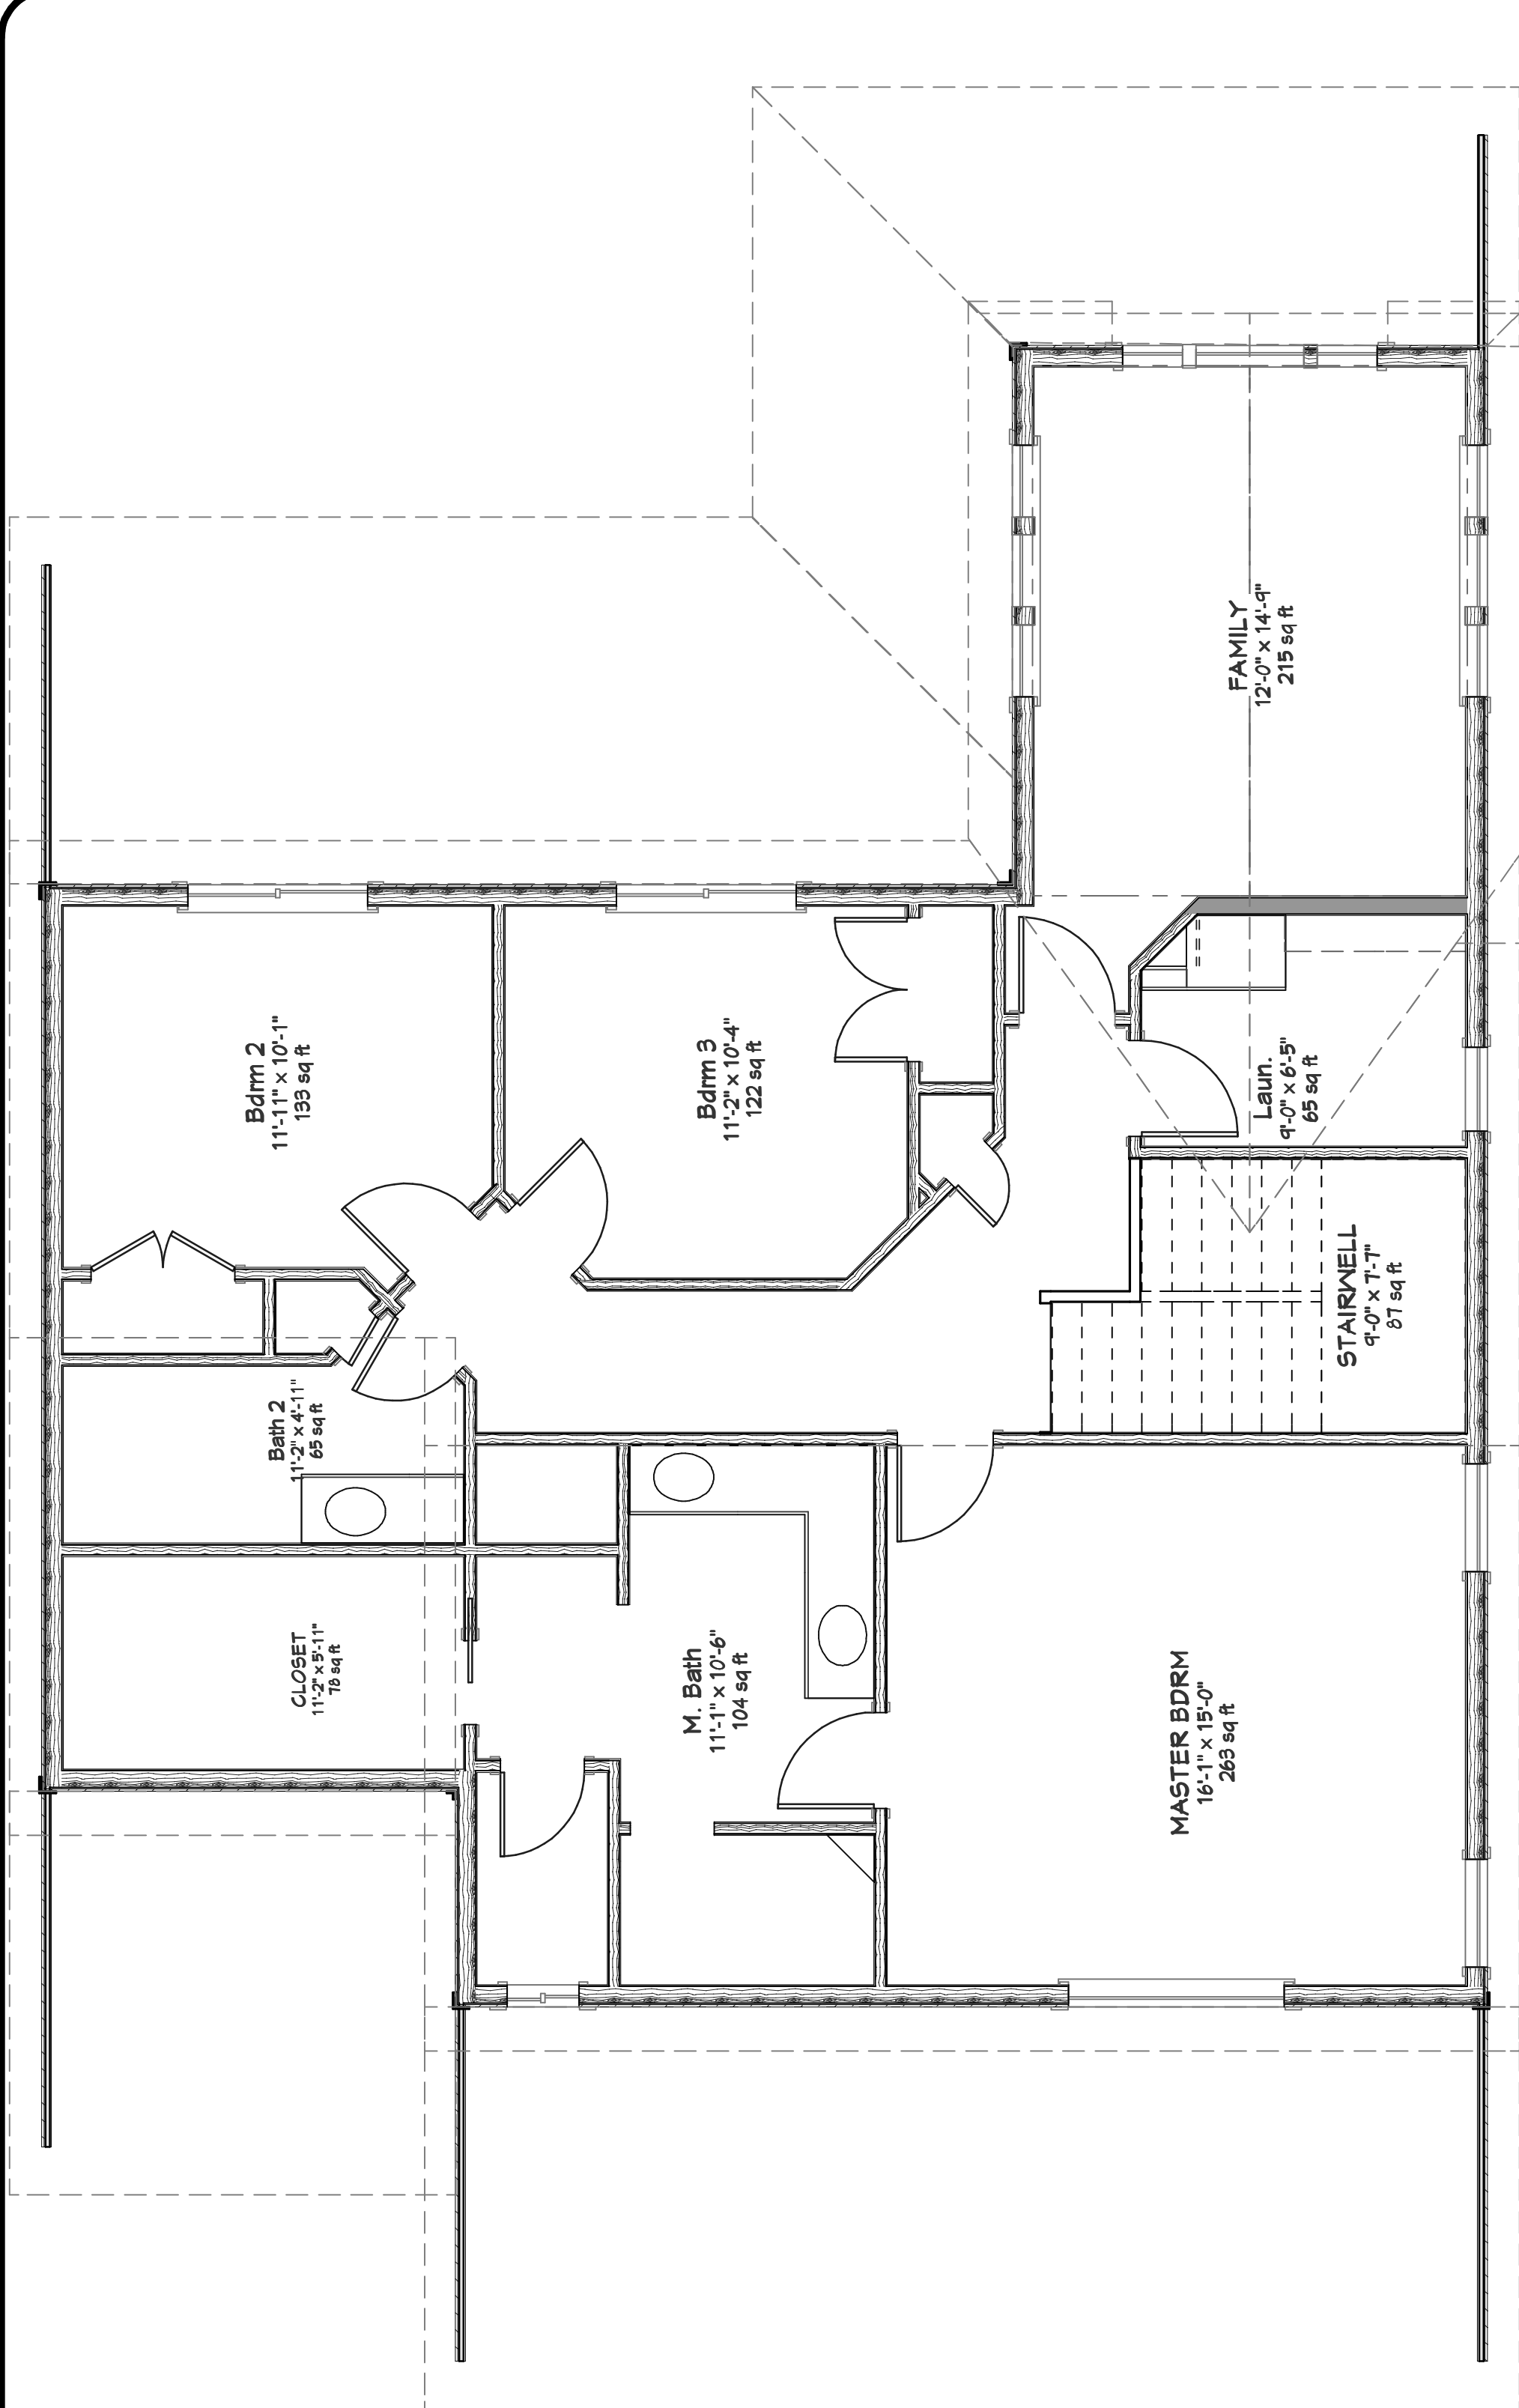 FAMILY
12'-0" x 14'-9"
215 sq ft
Bdrm 2
11'-11" x 10'-1"
133 sq ft
Bdrm 3
11'-2" x 10'-4"
122 sq ft
Laun.
9'-0" x 6'-5"
65 sq ft
STAIRWELL
9'-0" x 7'-7"
87 sq ft
Bath 2
11'-2" x 4'-11"
65 sq ft
CLOSET
11'-2" x 5'-11"
78 sq ft
M. Bath
11'-1" x 10'-6"
104 sq ft
MASTER BDRM
16'-1" x 15'-0"
263 sq ft